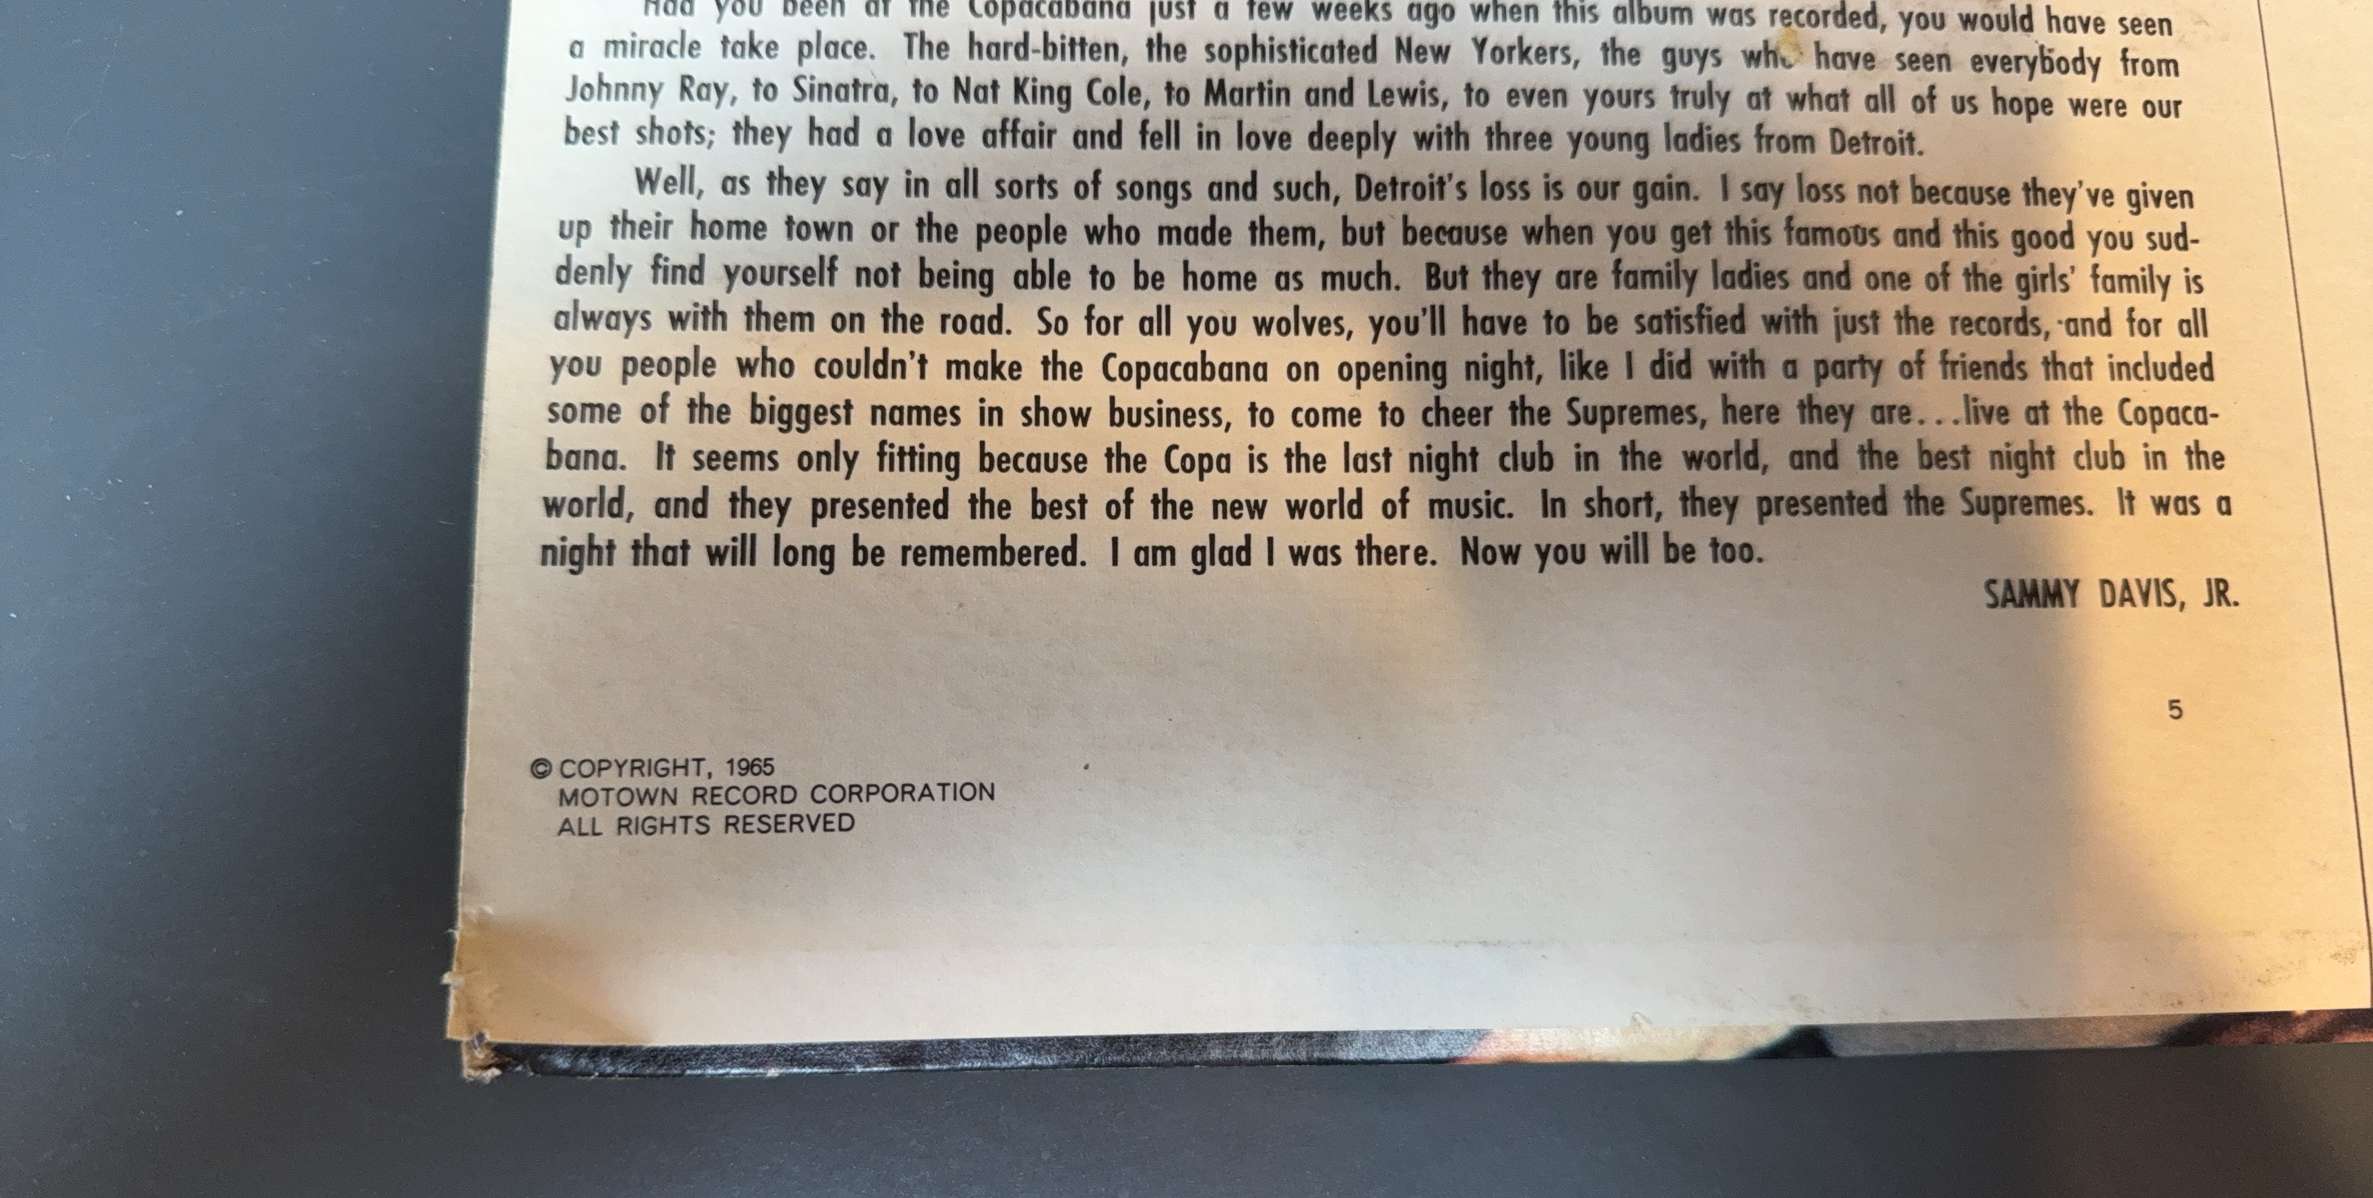 Had you been at the Copacabana just a few weeks ago when this album was recorded, you would have seen
a miracle take place. The hard-bitten, the sophisticated New Yorkers, the guys who have seen everybody from
Johnny Ray, to Sinatra, to Nat King Cole, to Martin and Lewis, to even yours truly at what all of us hope were our
best shots; they had a love affair and fell in love deeply with three young ladies from Detroit.
Well, as they say in all sorts of songs and such, Detroit's loss is our gain. I say loss not because they've given
up their home town or the people who made them, but because when you get this famous and this good you sud-
denly find yourself not being able to be home as much. But they are family ladies and one of the girls' family is
always with them on the road. So for all you wolves, you'll have to be satisfied with just the records, and for all
you people who couldn't make the Copacabana on opening night, like I did with a party of friends that included
some of the biggest names in show business, to come to cheer the Supremes, here they are...live at the Copaca-
bana. It seems only fitting because the Copa is the last night club in the world, and the best night club in the
world, and they presented the best of the new world of music. In short, they presented the Supremes. It was a
night that will long be remembered. I am glad I was there. Now you will be too.
SAMMY DAVIS, JR.
5
© COPYRIGHT, 1965
MOTOWN RECORD CORPORATION
ALL RIGHTS RESERVED